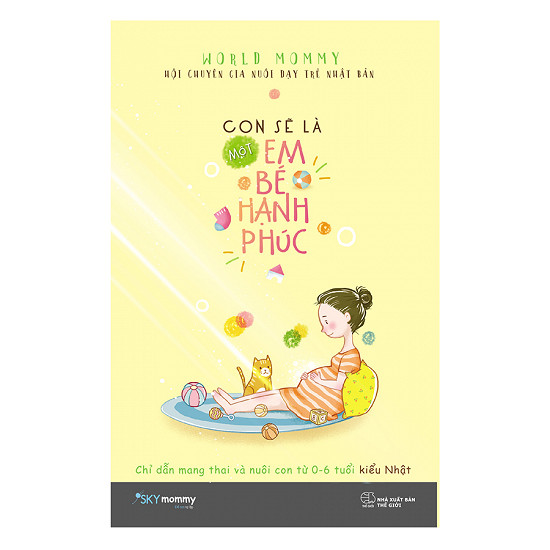 WORLD MOMMY
HỘI CHUYÊN GIA NUÔI DẠY TRẺ NHẬT BẢN
CON SẼ LÀ
MỘT EM
BÉ
HẠNH
PHÚC
Chỉ dẫn mang thai và nuôi con từ 0-6 tuổi kiểu Nhật
SKY mommy
NHÀ XUẤT BẢN
THẾ GIỚI